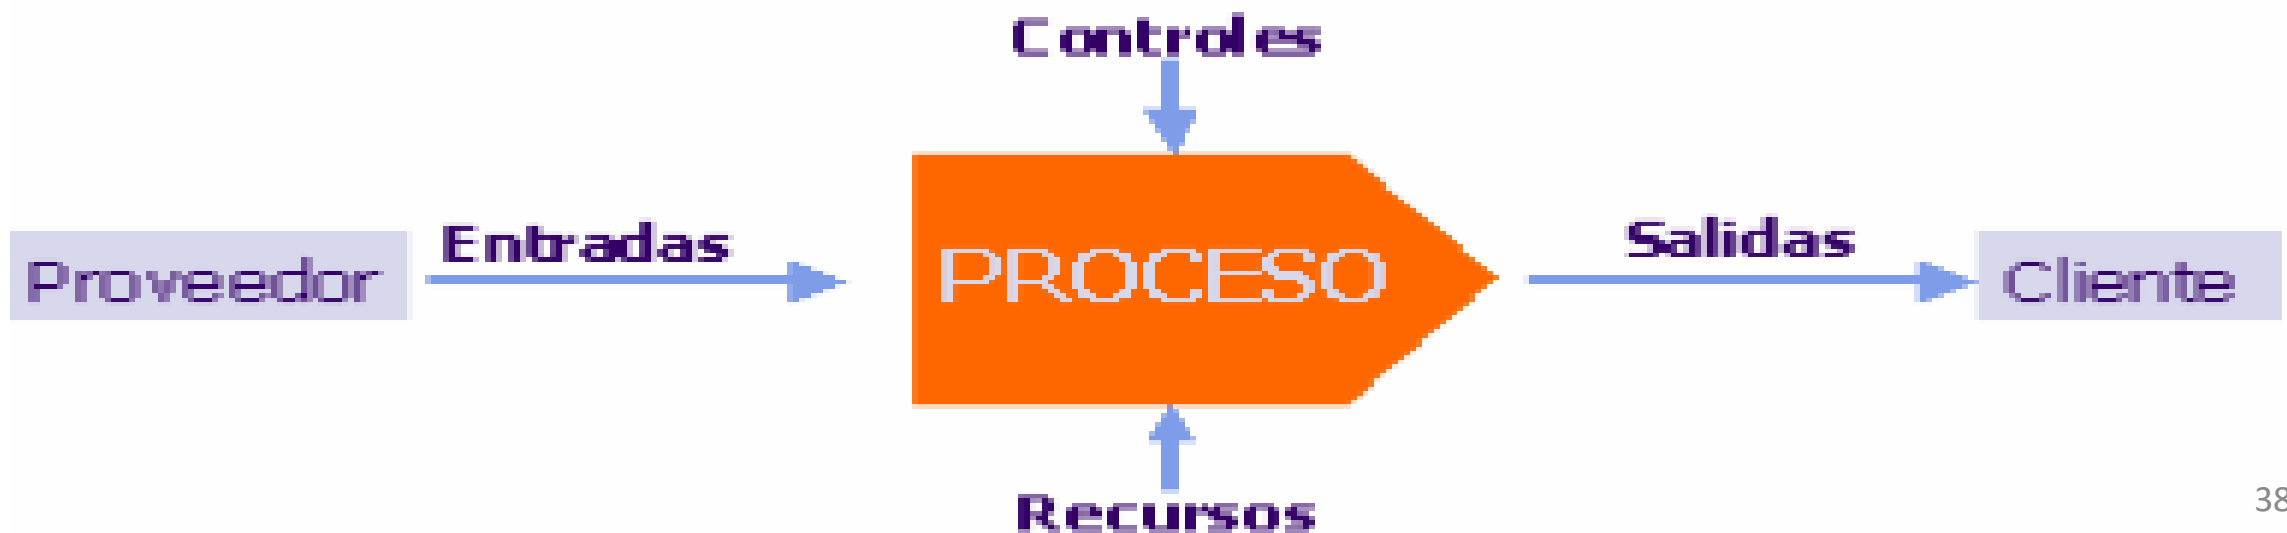 Controles
Proveedor
Entradas
PROCESO
Salidas
Cliente
Recursos
38